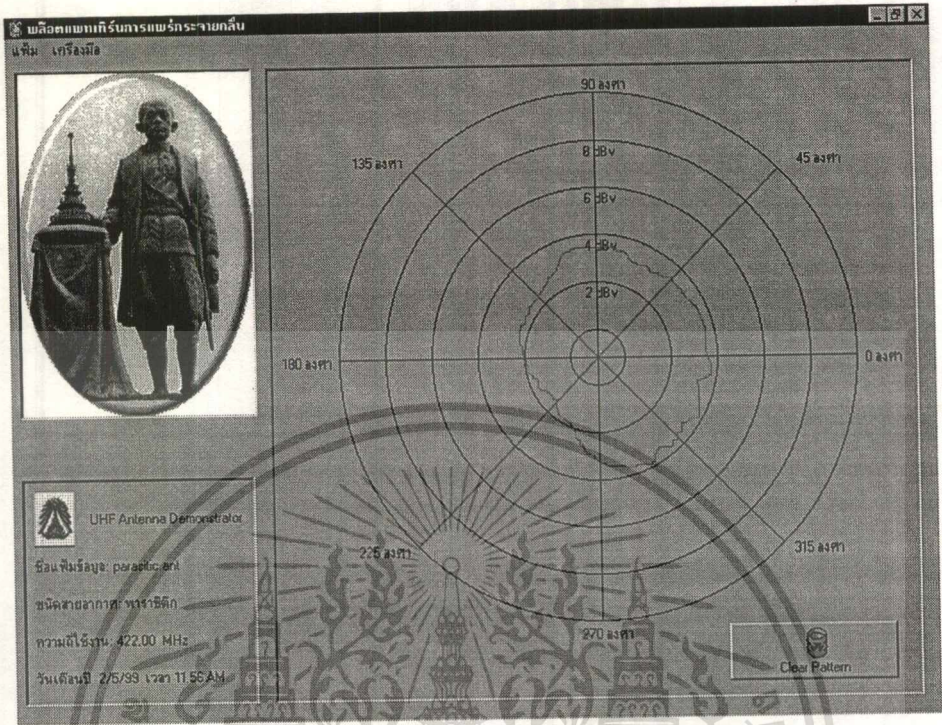 พล๊อตแพทเทิร์นการแพร่กระจายคลื่น
แฟ้ม เครื่องมือ
90 องศา
135 องศา
45 องศา
8 dBv
6 dBv
4 dBv
2 dBv
180 องศา
0 องศา
225 องศา
315 องศา
270 องศา
UHF Antenna Demonstrator
ชื่อแฟ้มข้อมูล: parasitic.ant
ชนิดสายอากาศ: พาราซิติก
ความถี่ใช้งาน: 422.00 MHz
วันเดือนปี 2/5/99 เวลา 11:56 AM
Clear Pattern